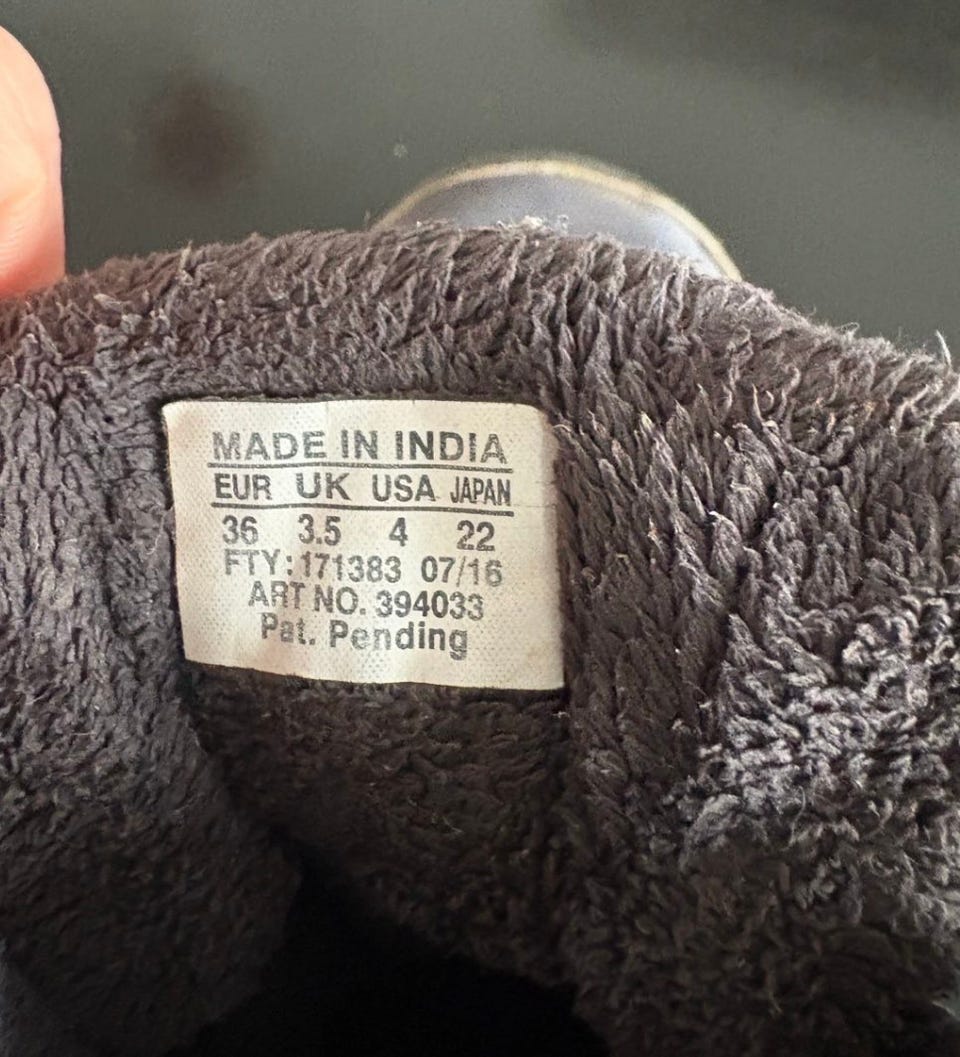 MADE IN INDIA
EUR UK USA JAPAN
36 3.5 4 22
FTY: 171383 07/16
ART NO. 394033
Pat. Pending